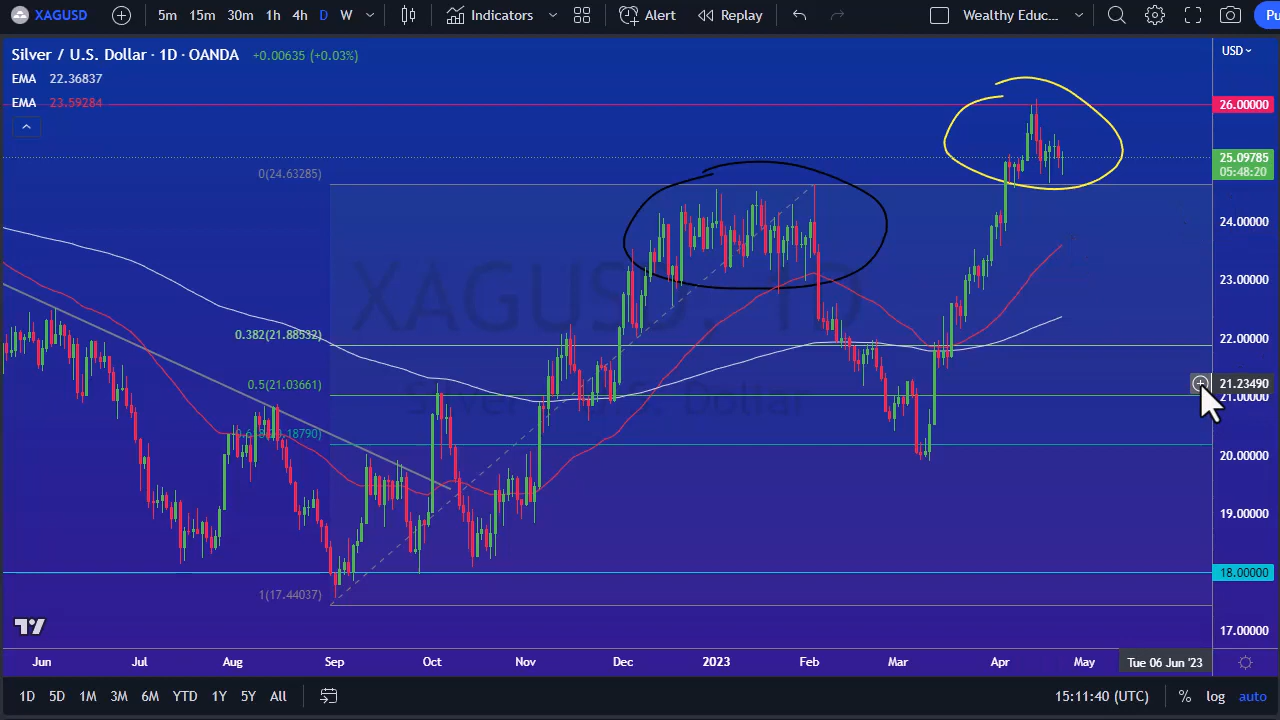 XAGUSD 5m 15m 30m 1h 4h D W Indicators Alert Replay Wealthy Educ...
Silver / U.S. Dollar · 1D · OANDA +0.00635 (+0.03%) USD
EMA 22.36837
EMA 23.59284
26.00000
25.09785
05:48:20
0(24.63285)
24.00000
XAGUSD, 1D
23.00000
0.382(21.88532) 22.00000
Silver / U.S. Dollar
0.5(21.03661) 21.23490
21.00000
20.00000
19.00000
18.00000
1(17.44037)
17.00000
Jun Jul Aug Sep Oct Nov Dec 2023 Feb Mar Apr May Tue 06 Jun '23
1D 5D 1M 3M 6M YTD 1Y 5Y All 15:11:40 (UTC) % log auto